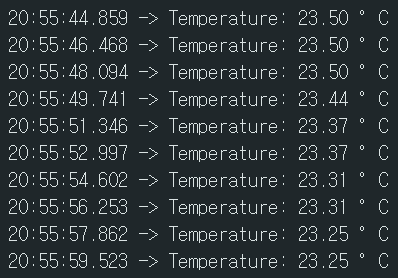 20:55:44.859 -> Temperature: 23.50 ° C
20:55:46.468 -> Temperature: 23.50 ° C
20:55:48.094 -> Temperature: 23.50 ° C
20:55:49.741 -> Temperature: 23.44 ° C
20:55:51.346 -> Temperature: 23.37 ° C
20:55:52.997 -> Temperature: 23.37 ° C
20:55:54.602 -> Temperature: 23.31 ° C
20:55:56.253 -> Temperature: 23.31 ° C
20:55:57.862 -> Temperature: 23.25 ° C
20:55:59.523 -> Temperature: 23.25 ° C